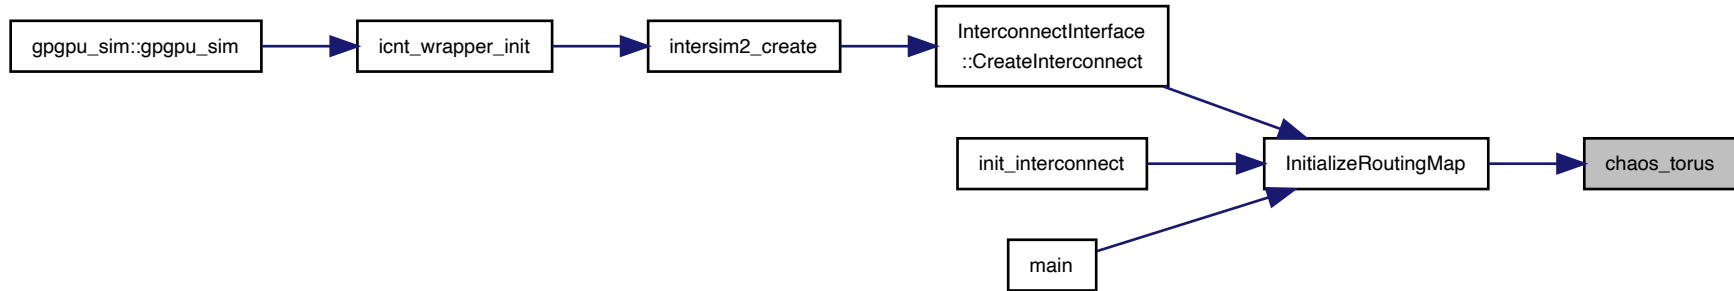 gpgpu_sim::gpgpu_sim
icnt_wrapper_init
intersim2_create
InterconnectInterface
::CreateInterconnect
init_interconnect
main
InitializeRoutingMap
chaos_torus